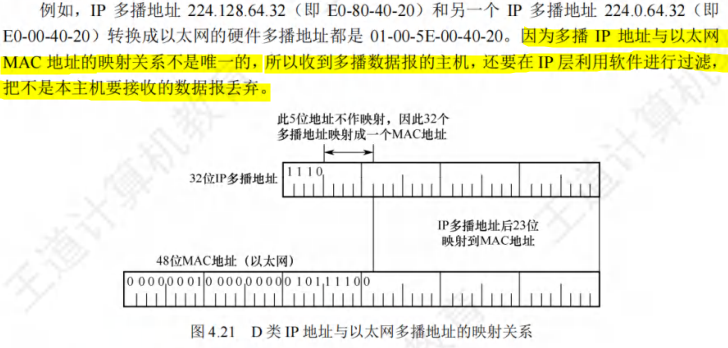 例如，IP 多播地址 224.128.64.32（即 E0-80-40-20）和另一个 IP 多播地址 224.0.64.32（即
E0-00-40-20）转换成以太网的硬件多播地址都是 01-00-5E-00-40-20。因为多播 IP 地址与以太网
MAC 地址的映射关系不是唯一的，所以收到多播数据报的主机，还要在 IP 层利用软件进行过滤，
把不是本主机要接收的数据报丢弃。
此5位地址不作映射，因此32个
多播地址映射成一个MAC地址
32位IP多播地址
1 1 1 0
IP多播地址后23位
映射到MAC地址
48位MAC地址（以太网）
0 0 0 0 0 0 0 1 0 0 0 0 0 0 0 0 0 1 0 1 1 1 1 0 0
图4.21 D 类 IP 地址与以太网多播地址的映射关系
王道计算机教育
王道计算机